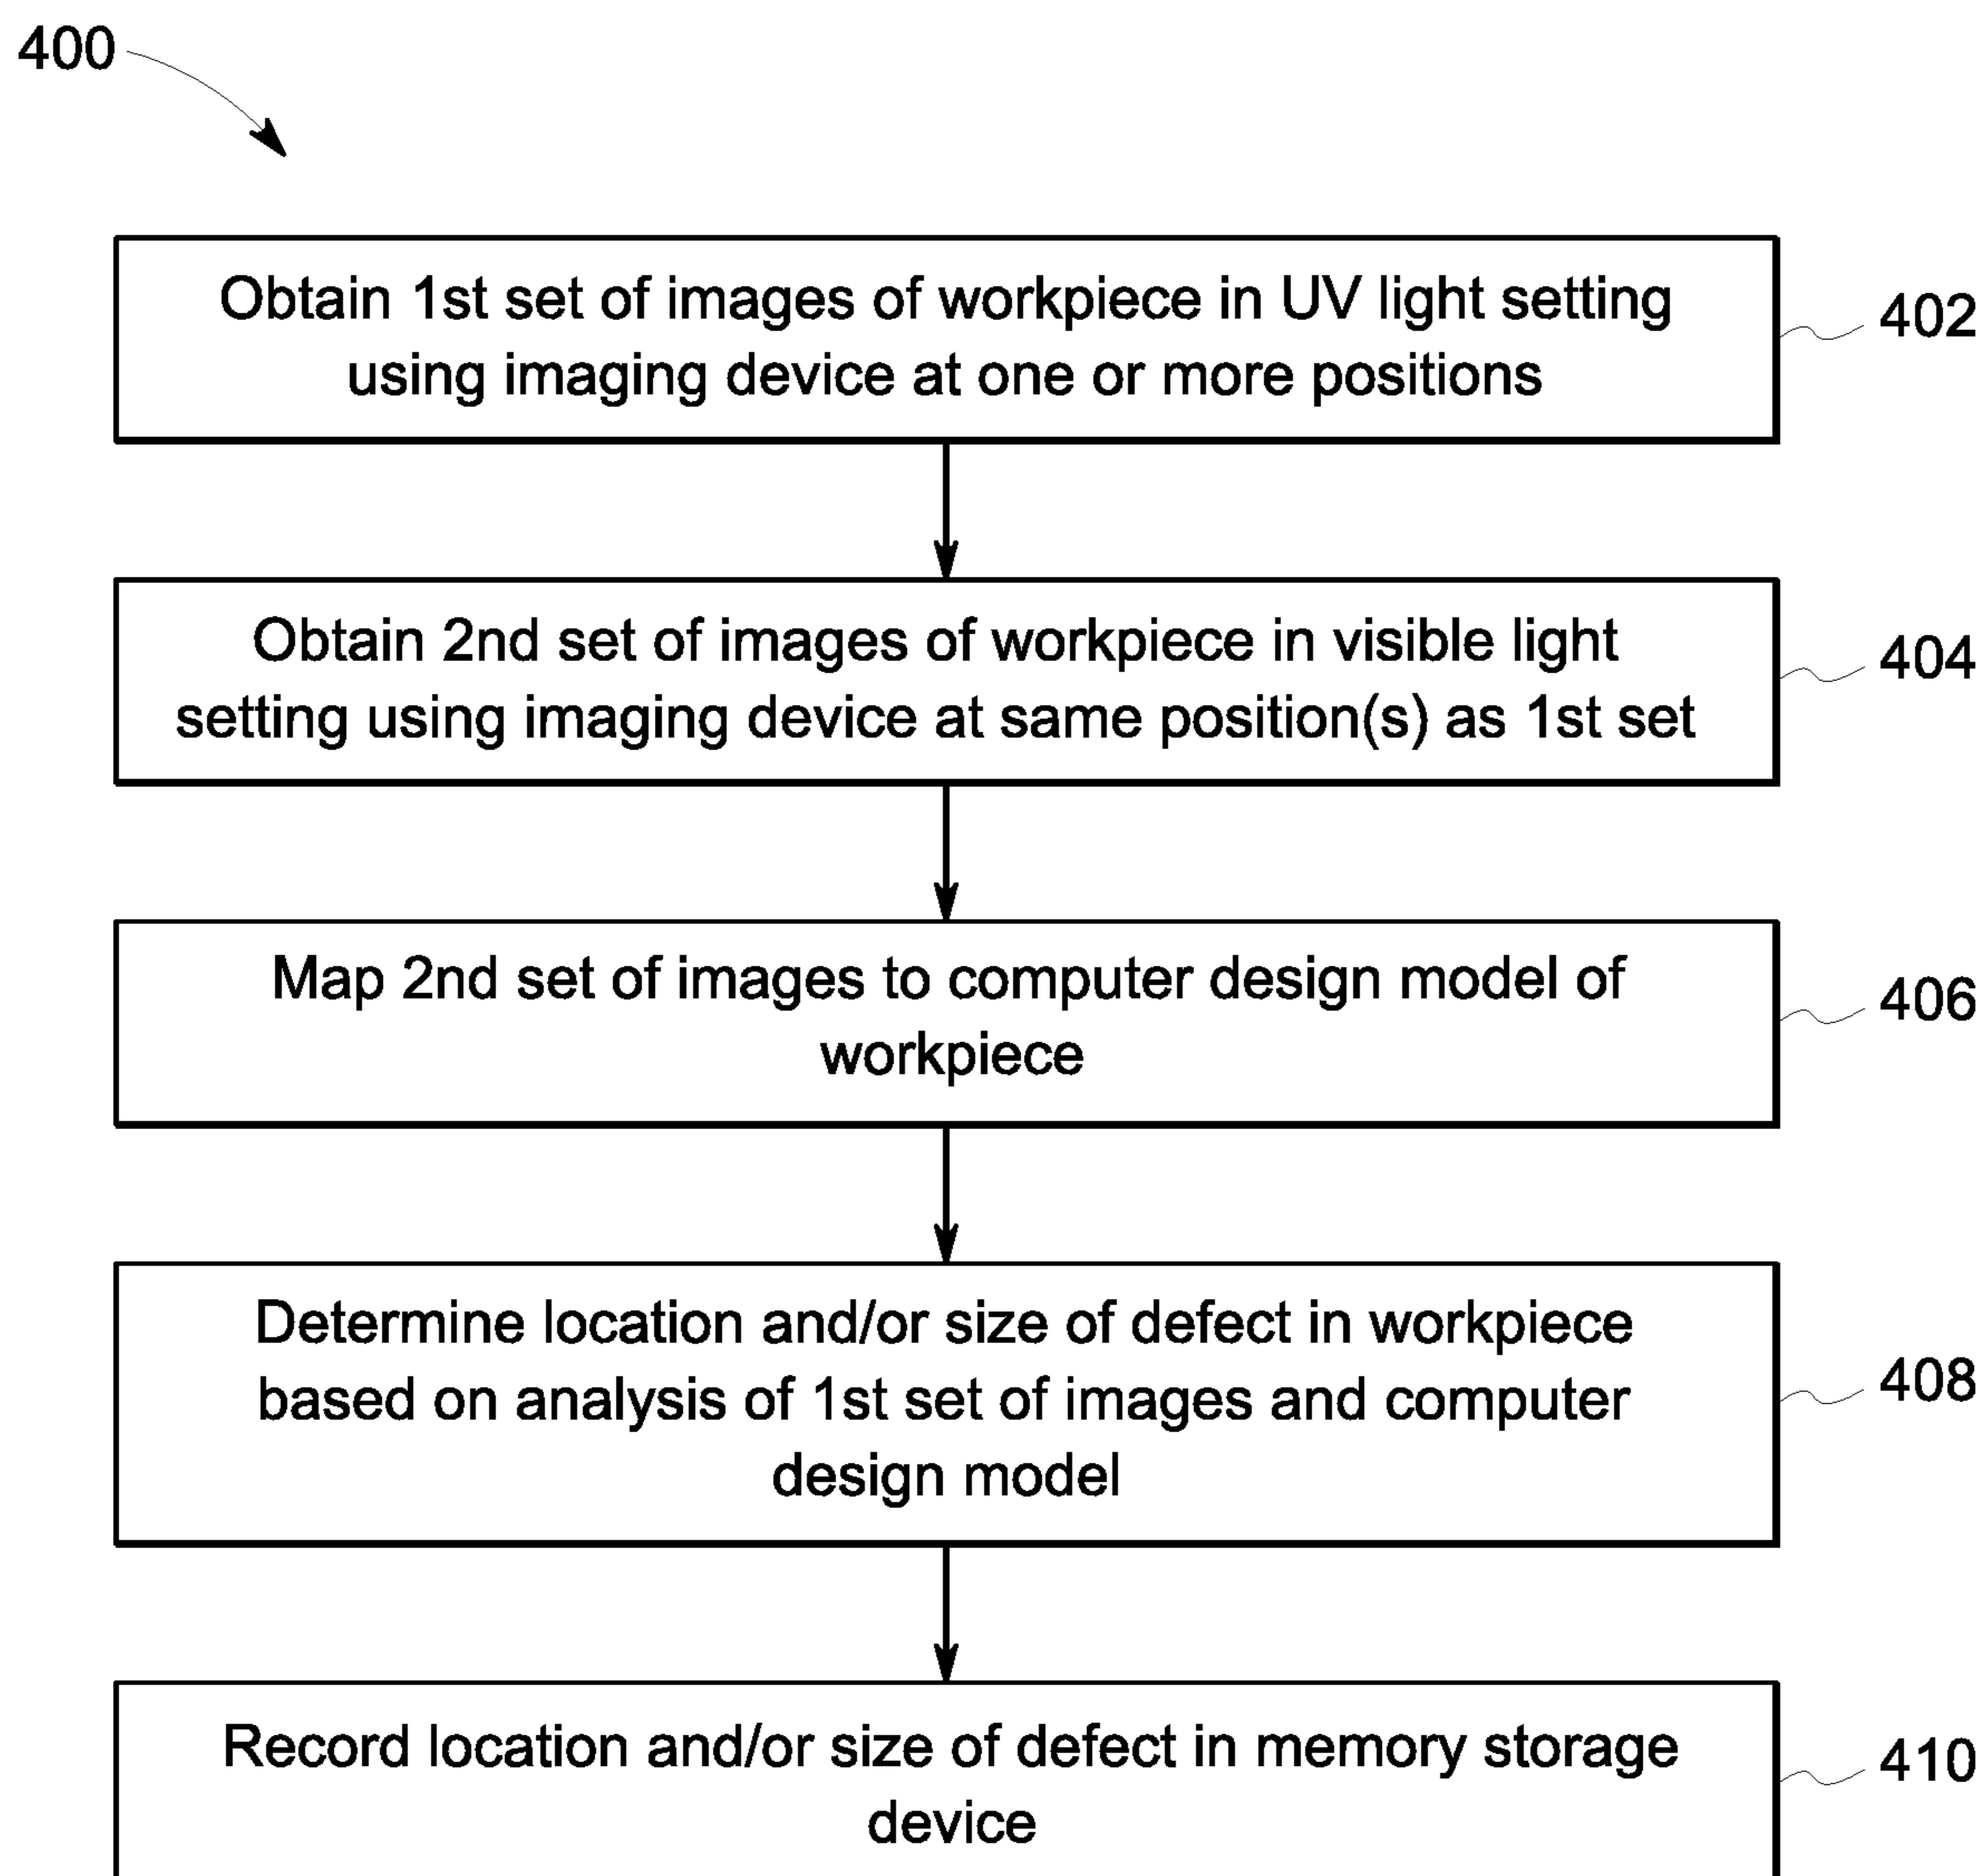 400
Obtain 1st set of images of workpiece in UV light setting
using imaging device at one or more positions
402
Obtain 2nd set of images of workpiece in visible light
setting using imaging device at same position(s) as 1st set
404
Map 2nd set of images to computer design model of
workpiece
406
Determine location and/or size of defect in workpiece
based on analysis of 1st set of images and computer
design model
408
Record location and/or size of defect in memory storage
device
410